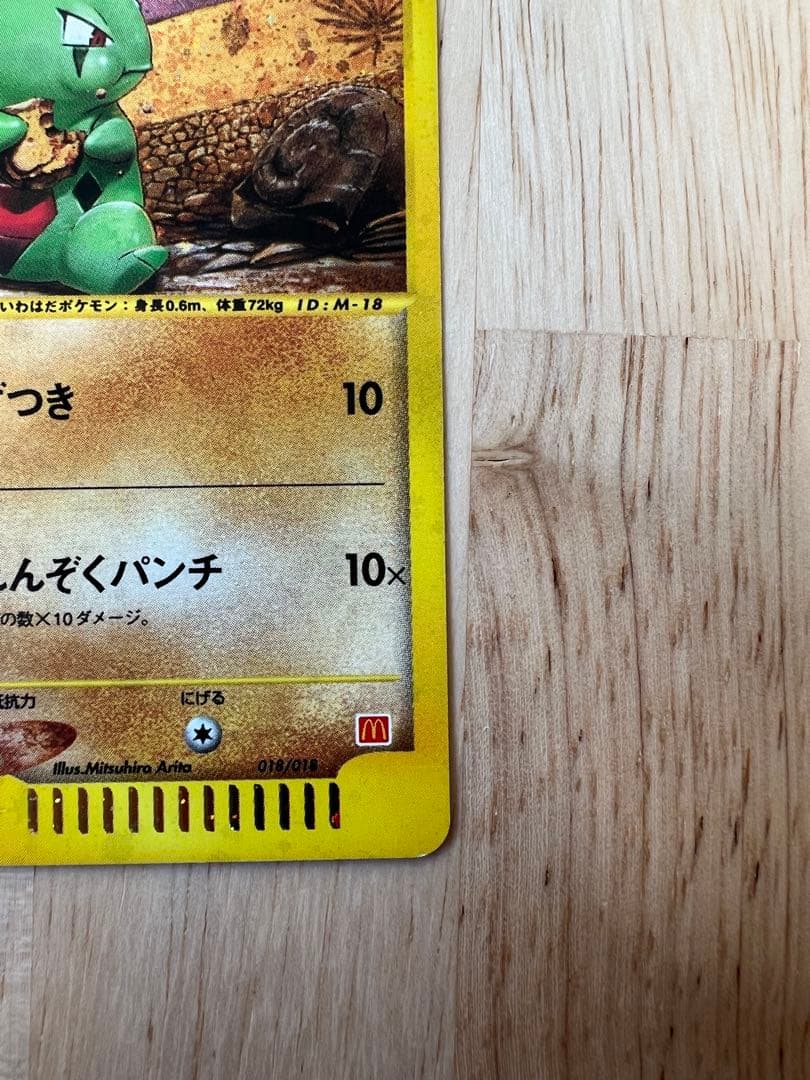 いわはだポケモン：身長0.6m、体重72kg ID:M-18
つき 10
んぞくパンチ 10×
の数×10ダメージ。
抗力 にげる
Illus.Mitsuhiro Arita 018/018